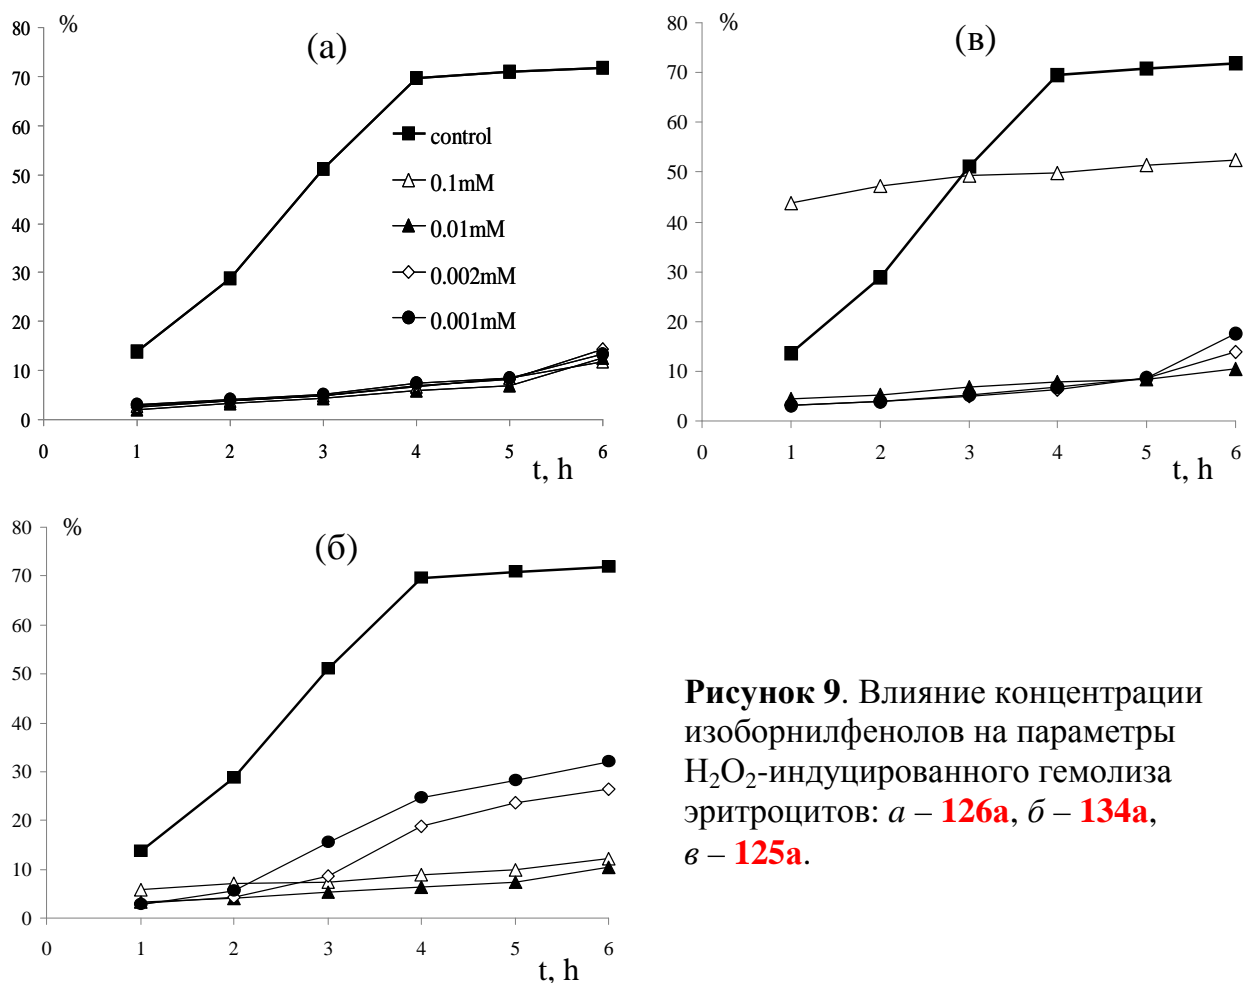 %
(а)
80
70
60
50
40
30
20
10
0
control
0.1mM
0.01mM
0.002mM
0.001mM
0 1 2 3 4 5 6
t, h
%
(в)
80
70
60
50
40
30
20
10
0
0 1 2 3 4 5 6
t, h
%
(б)
80
70
60
50
40
30
20
10
0
0 1 2 3 4 5 6
t, h
Рисунок 9. Влияние концентрации
изоборнилфенолов на параметры
H₂O₂-индуцированного гемолиза
эритроцитов: а – 126а, б – 134а,
в – 125а.